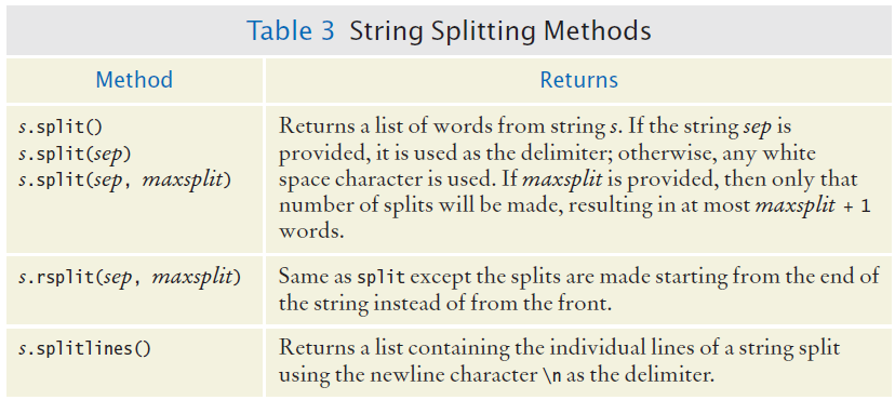 Table 3 String Splitting Methods
Method Returns
s.split()
s.split(sep)
s.split(sep, maxsplit)
Returns a list of words from string s. If the string sep is
provided, it is used as the delimiter; otherwise, any white
space character is used. If maxsplit is provided, then only that
number of splits will be made, resulting in at most maxsplit + 1
words.
s.rsplit(sep, maxsplit)
Same as split except the splits are made starting from the end of
the string instead of from the front.
s.splitlines()
Returns a list containing the individual lines of a string split
using the newline character \n as the delimiter.